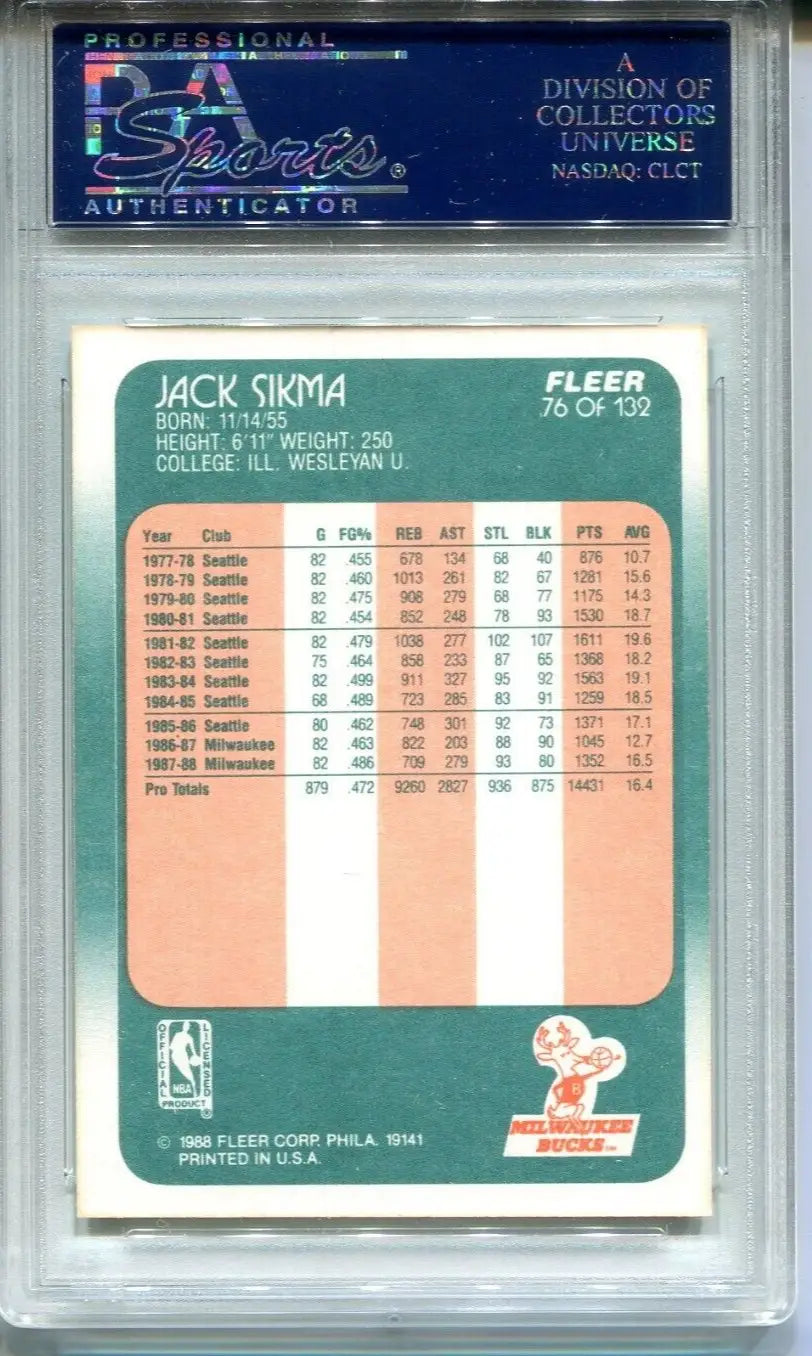 PROFESSIONAL
PSA
Sports®
AUTHENTICATOR
A
DIVISION OF
COLLECTORS
UNIVERSE
NASDAQ: CLCT
JACK SIKMA
BORN: 11/14/55
HEIGHT: 6'11" WEIGHT: 250
COLLEGE: ILL. WESLEYAN U.
FLEER
76 OF 132
Year Club G FG% REB AST STL BLK PTS AVG
1977-78 Seattle 82 .455 678 134 68 40 876 10.7
1978-79 Seattle 82 .460 1013 261 82 67 1281 15.6
1979-80 Seattle 82 .475 908 279 68 77 1175 14.3
1980-81 Seattle 82 .454 852 248 78 93 1530 18.7
1981-82 Seattle 82 .479 1038 277 102 107 1611 19.6
1982-83 Seattle 75 .464 858 233 87 65 1368 18.2
1983-84 Seattle 82 .499 911 327 95 92 1563 19.1
1984-85 Seattle 68 .489 723 285 83 91 1259 18.5
1985-86 Seattle 80 .462 748 301 92 73 1371 17.1
1986-87 Milwaukee 82 .463 822 203 88 90 1045 12.7
1987-88 Milwaukee 82 .486 709 279 93 80 1352 16.5
Pro Totals 879 .472 9260 2827 936 875 14431 16.4
OFFICIAL
NBA
LICENSED
PRODUCT ®
B
MILWAUKEE
BUCKS™
© 1988 FLEER CORP. PHILA. 19141
PRINTED IN U.S.A.